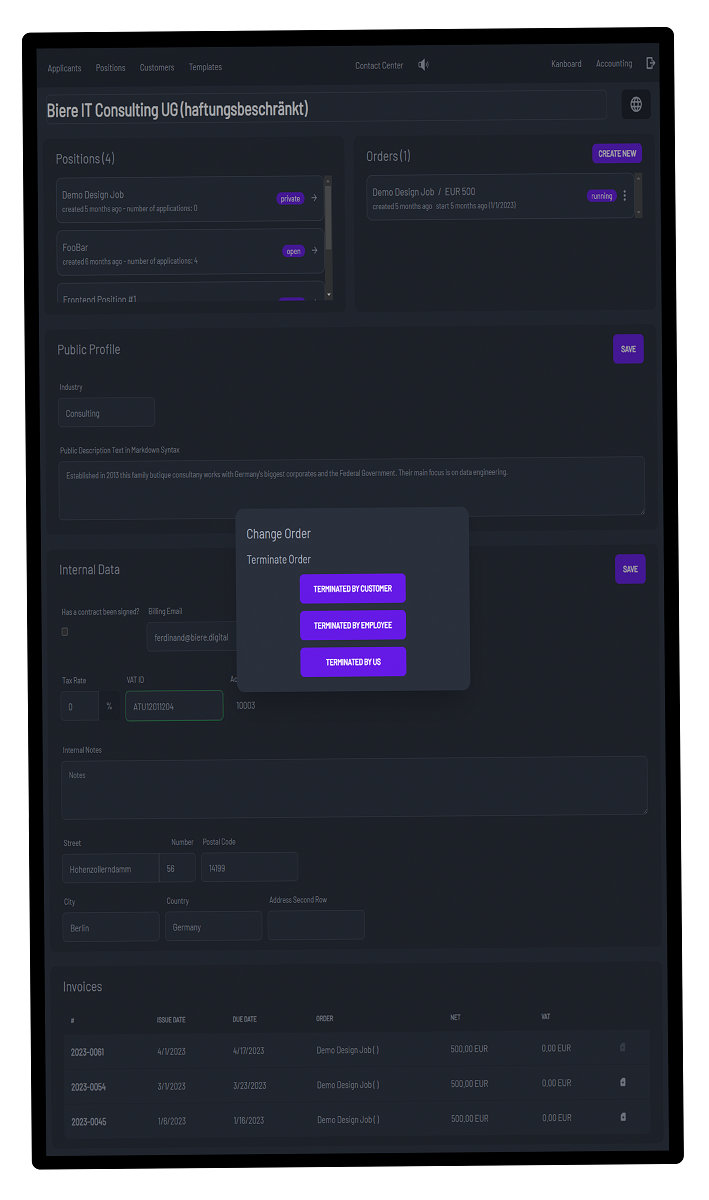 Applicants Positions Customers Templates Contact Center Kanboard Accounting
Biere IT Consulting UG (haftungsbeschränkt)
Positions (4)
Demo Design Job
created 5 months ago - number of applications: 0
private
FooBar
created 6 months ago - number of applications: 4
open
Frontend Position #1
Orders (1)
CREATE NEW
Demo Design Job / EUR 500
created 5 months ago start 5 months ago (1/1/2023)
running
Public Profile
SAVE
Industry
Consulting
Public Description Text in Markdown Syntax
Established in 2013 this family butique consultany works with Germany's biggest corporates and the Federal Government. Their main focus is on data engineering.
Change Order
Terminate Order
TERMINATED BY CUSTOMER
TERMINATED BY EMPLOYEE
TERMINATED BY US
Internal Data
SAVE
Has a contract been signed? Billing Email
ferdinand@biere.digital
Tax Rate VAT ID
0 % ATU12011204 10003
Internal Notes
Notes
Street Number Postal Code
Hohenzollerndamm 56 14199
City Country Address Second Row
Berlin Germany
Invoices
# ISSUE DATE DUE DATE ORDER NET VAT
2023-0061 4/1/2023 4/17/2023 Demo Design Job ( ) 500,00 EUR 0,00 EUR
2023-0054 3/1/2023 3/23/2023 Demo Design Job ( ) 500,00 EUR 0,00 EUR
2023-0045 1/6/2023 1/16/2023 Demo Design Job ( ) 500,00 EUR 0,00 EUR